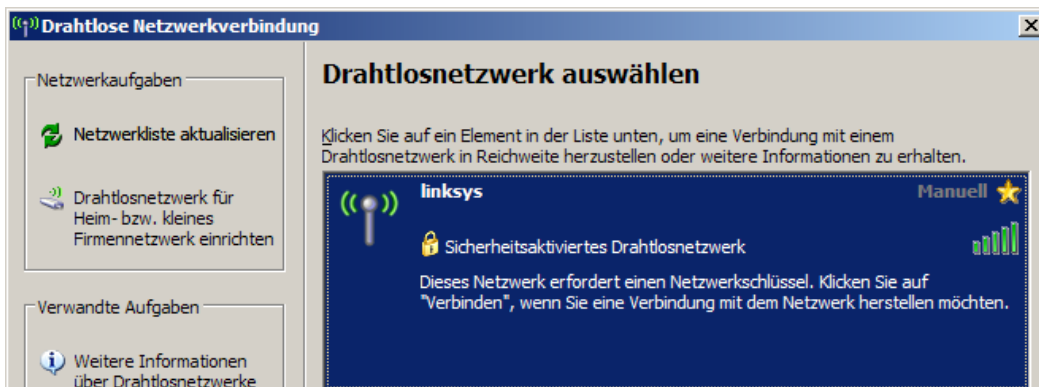 Drahtlose Netzwerkverbindung
Netzwerkaufgaben
Netzwerkliste aktualisieren
Drahtlosnetzwerk für
Heim- bzw. kleines
Firmennetzwerk einrichten
Verwandte Aufgaben
Weitere Informationen
über Drahtlosnetzwerke
Drahtlosnetzwerk auswählen
Klicken Sie auf ein Element in der Liste unten, um eine Verbindung mit einem
Drahtlosnetzwerk in Reichweite herzustellen oder weitere Informationen zu erhalten.
linksys Manuell
Sicherheitsaktiviertes Drahtlosnetzwerk
Dieses Netzwerk erfordert einen Netzwerkschlüssel. Klicken Sie auf
"Verbinden", wenn Sie eine Verbindung mit dem Netzwerk herstellen möchten.